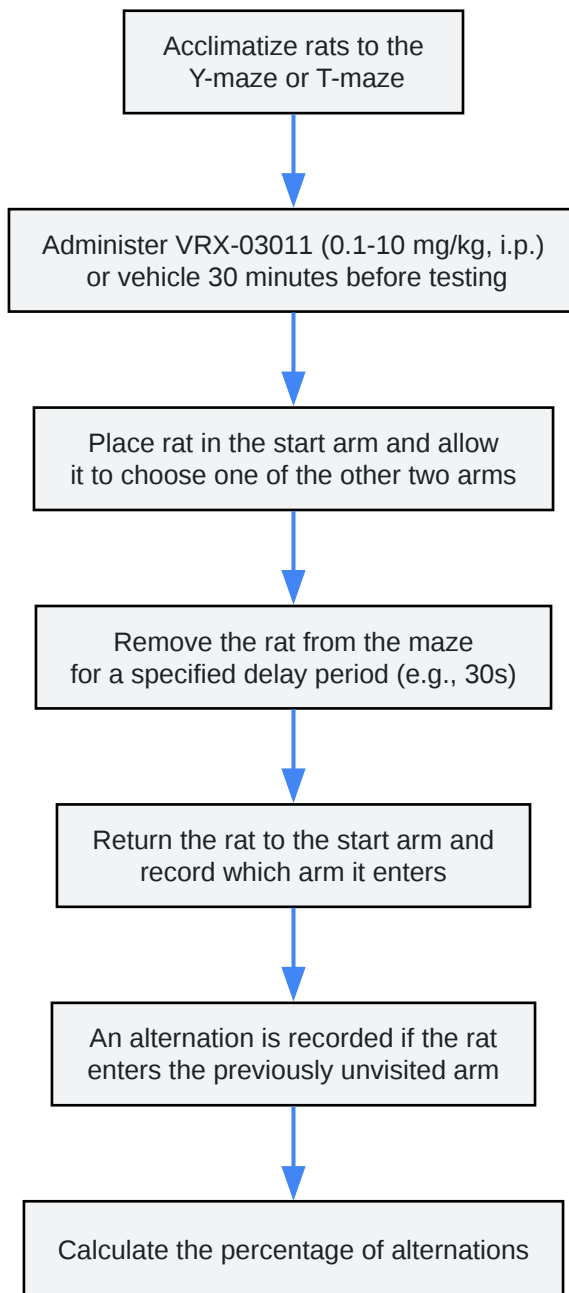 Acclimatize rats to the
Y-maze or T-maze
Administer VRX-03011 (0.1-10 mg/kg, i.p.)
or vehicle 30 minutes before testing
Place rat in the start arm and allow
it to choose one of the other two arms
Remove the rat from the maze
for a specified delay period (e.g., 30s)
Return the rat to the start arm and
record which arm it enters
An alternation is recorded if the rat
enters the previously unvisited arm
Calculate the percentage of alternations